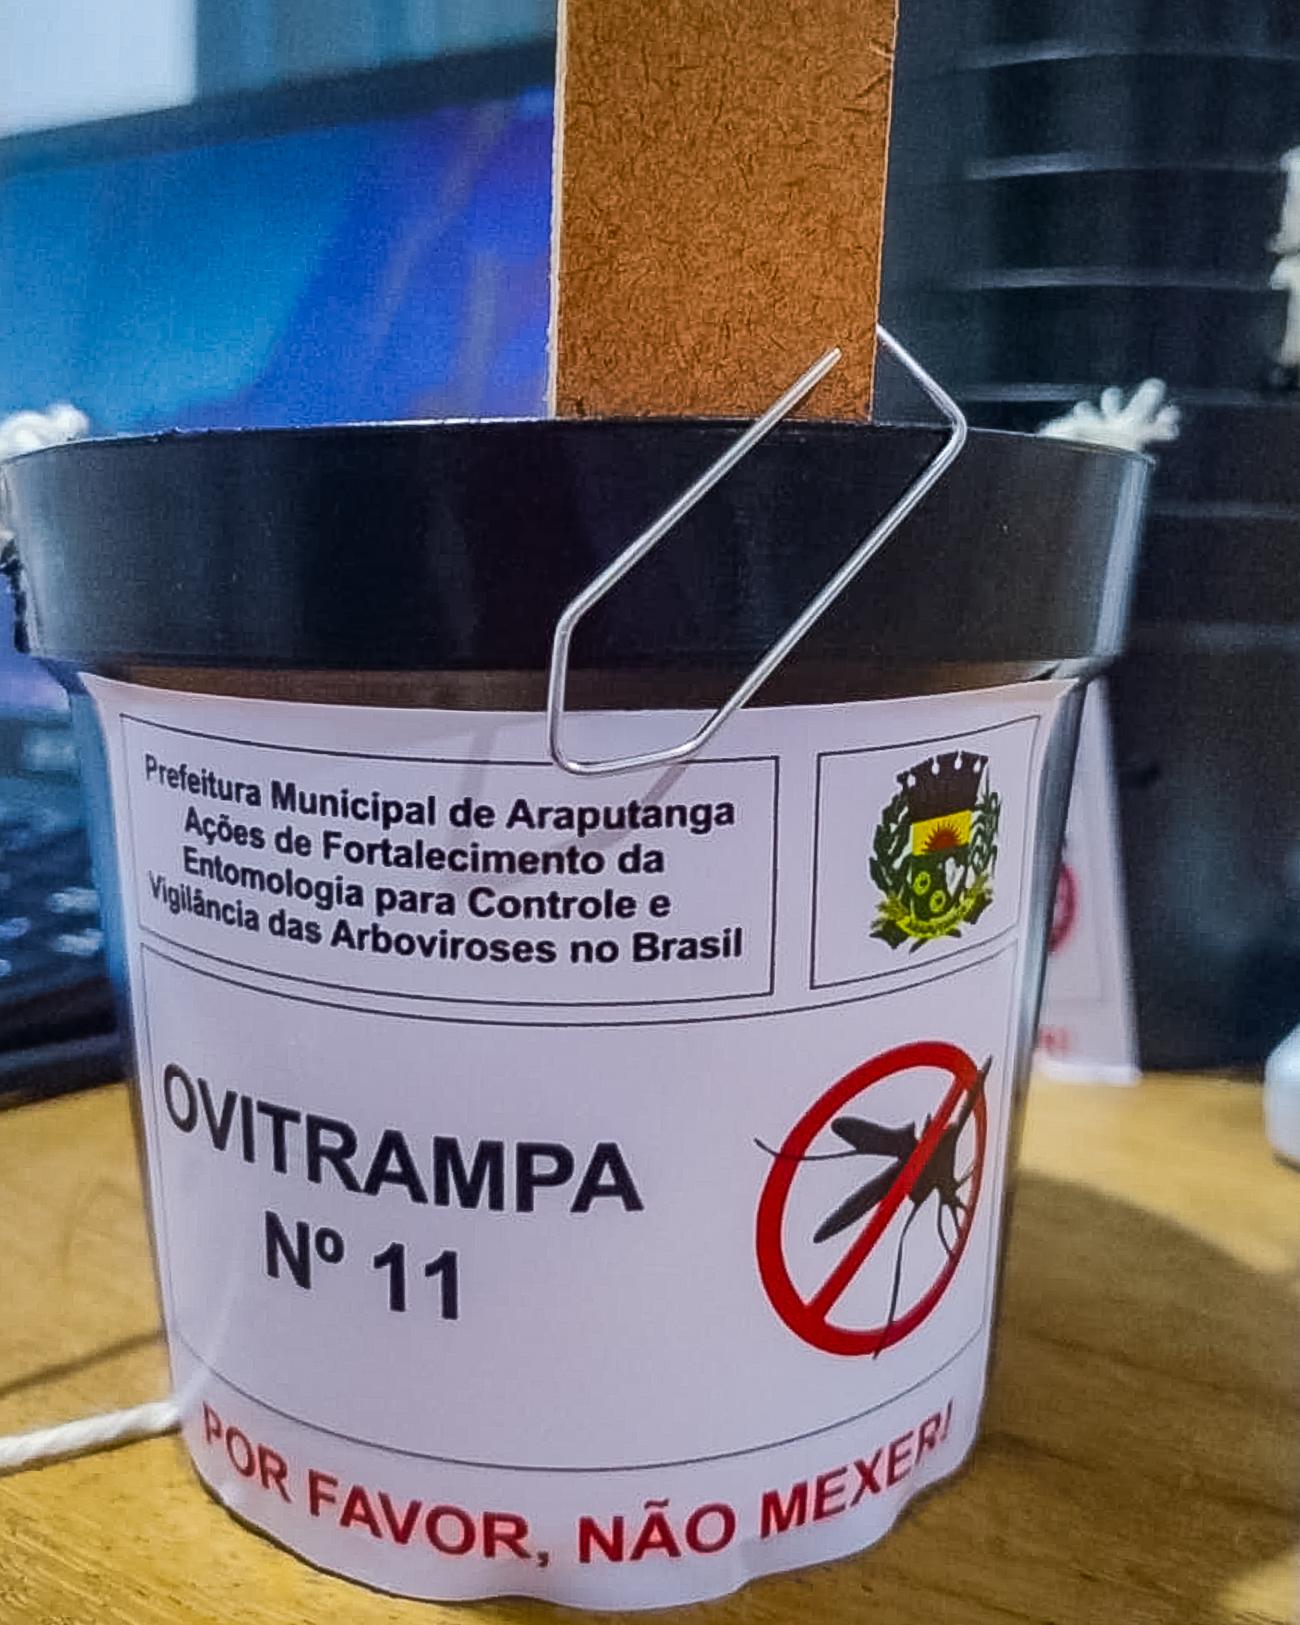 Prefeitura Municipal de Araputanga
Ações de Fortalecimento da
Entomologia para Controle e
Vigilância das Arboviroses no Brasil
OVITRAMPA
Nº 11
POR FAVOR, NÃO MEXER!